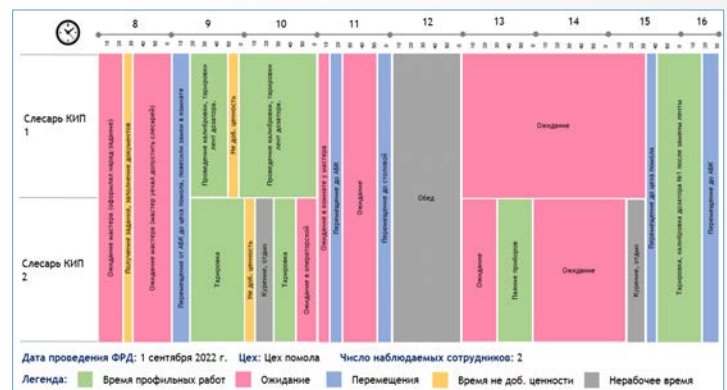 8 9 10 11 12 13 14 15 16
Слесарь КИП
1
Слесарь КИП
2
Ожидание мастера (оформлял наряд задание)
Получение задания, заполнение документов
Ожидание мастера (мастер уехал допустить слесарей)
Перемещение от АБК до цеха помола, повесили замки в комнате
Проведение калибровки, тарировки
лент дозатора.
Не доб. ценность
Проведение калибровки, тарировки
лент дозатора.
Тарировка
Не доб. ценность
Курение, отдых
Тарировка
Ожидание в операторской
Ожидание в комнате у мастера
Перемещение до АБК
Ожидание
Перемещение до столовой
Обед
Ожидание
Ожидание
Паяние приборов
Ожидание
Курение, отдых
Перемещение до цеха помола
Тарировка, калибровка дозатора №1 после замены ленты
Перемещение до АБК
Дата проведения ФРД: 1 сентября 2022 г. Цех: Цех помола Число наблюдаемых сотрудников: 2
Легенда: Время профильных работ Ожидание Перемещения Время не доб. ценности Нерабочее время